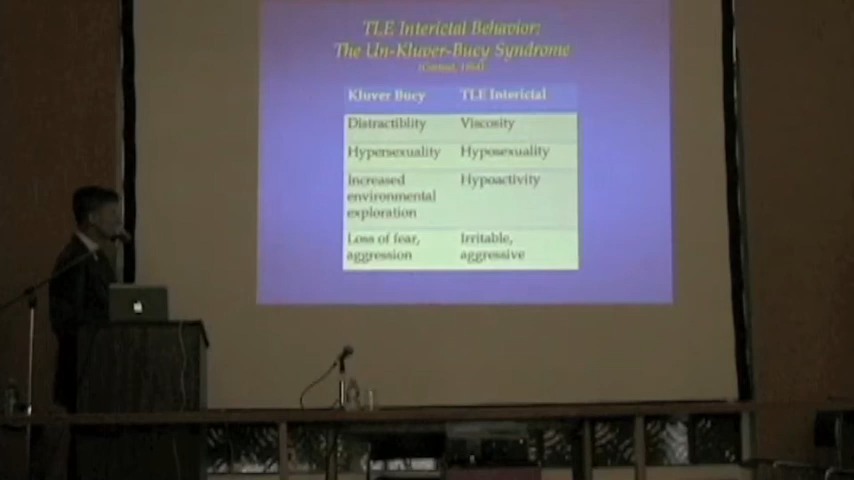 TLE Interictal Behavior:
The Un-Kluver-Bucy Syndrome
Kluver Bucy TLE Interictal
Distractiblity Viscosity
Hypersexuality Hyposexuality
Increased environmental exploration Hypoactivity
Loss of fear, aggression Irritable, aggressive